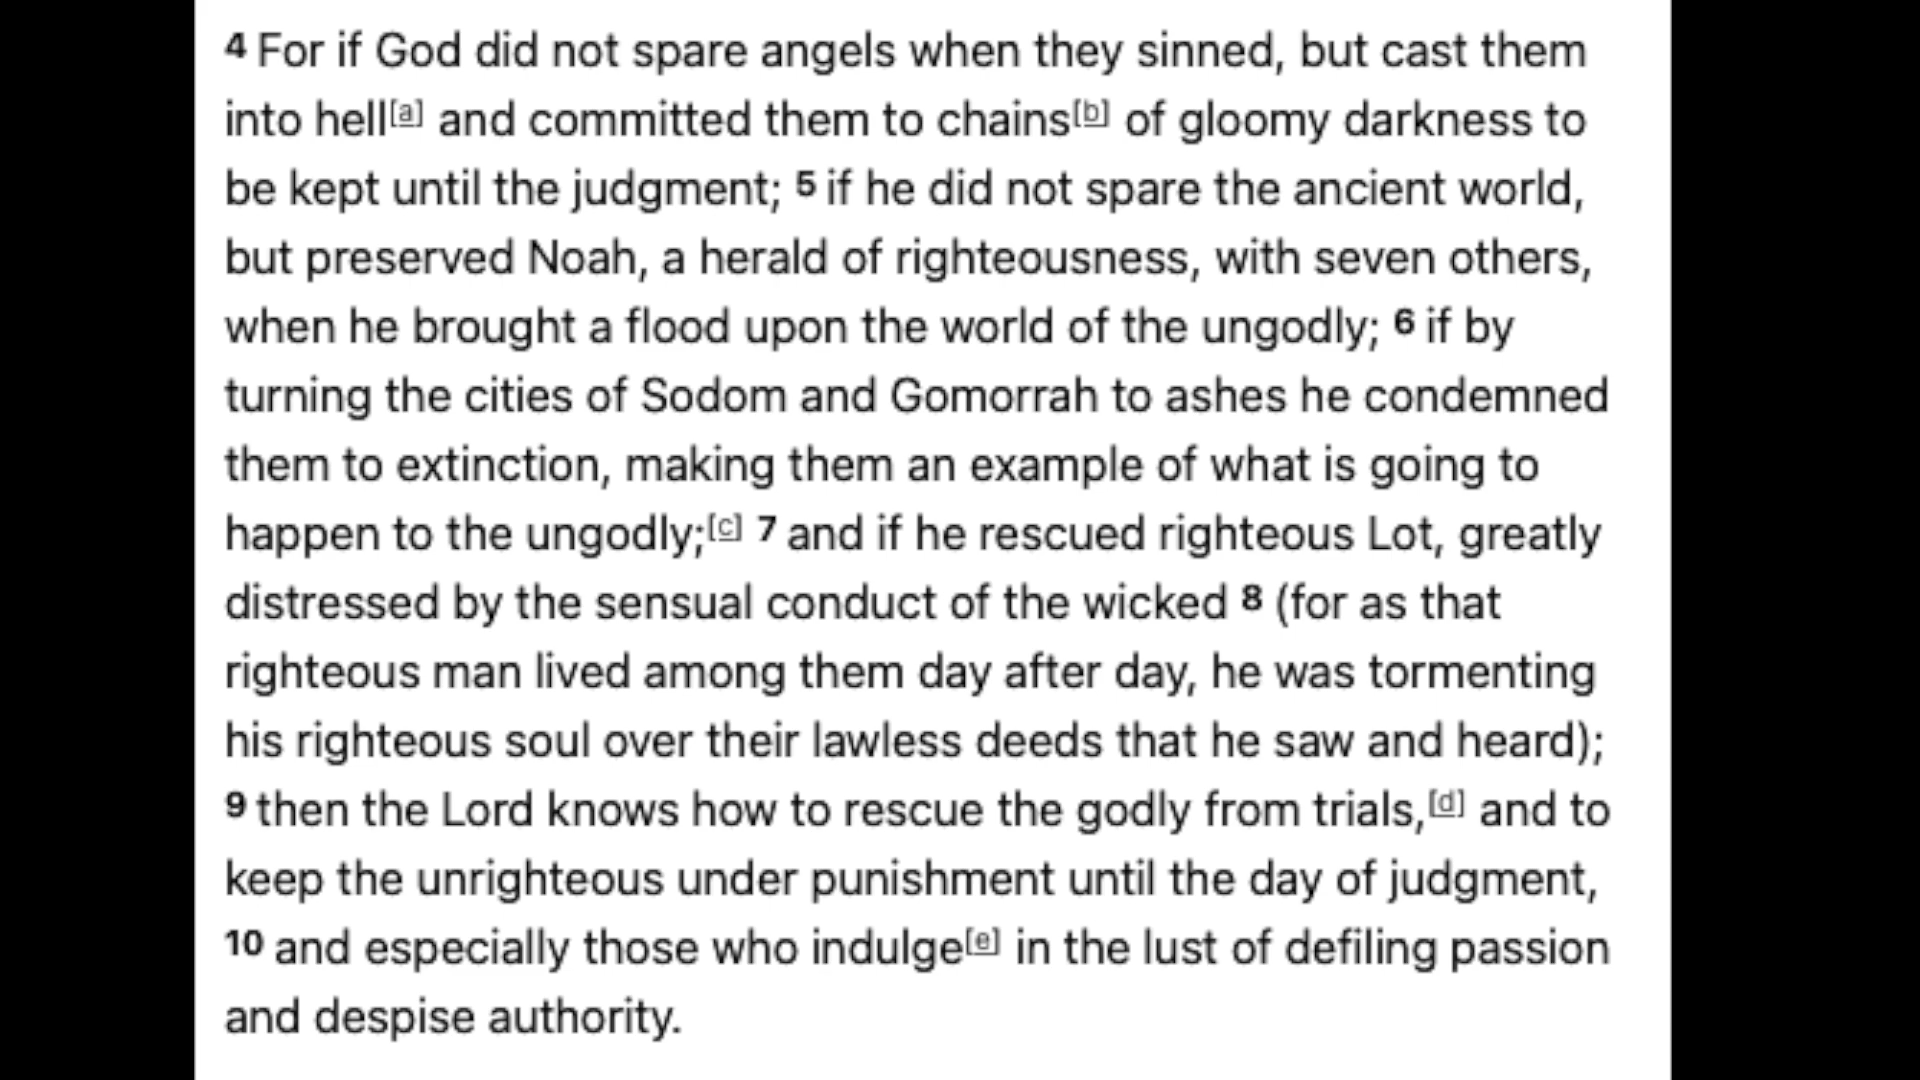 4 For if God did not spare angels when they sinned, but cast them
into hell[a] and committed them to chains[b] of gloomy darkness to
be kept until the judgment; 5 if he did not spare the ancient world,
but preserved Noah, a herald of righteousness, with seven others,
when he brought a flood upon the world of the ungodly; 6 if by
turning the cities of Sodom and Gomorrah to ashes he condemned
them to extinction, making them an example of what is going to
happen to the ungodly;[c] 7 and if he rescued righteous Lot, greatly
distressed by the sensual conduct of the wicked 8 (for as that
righteous man lived among them day after day, he was tormenting
his righteous soul over their lawless deeds that he saw and heard);
9 then the Lord knows how to rescue the godly from trials,[d] and to
keep the unrighteous under punishment until the day of judgment,
10 and especially those who indulge[e] in the lust of defiling passion
and despise authority.